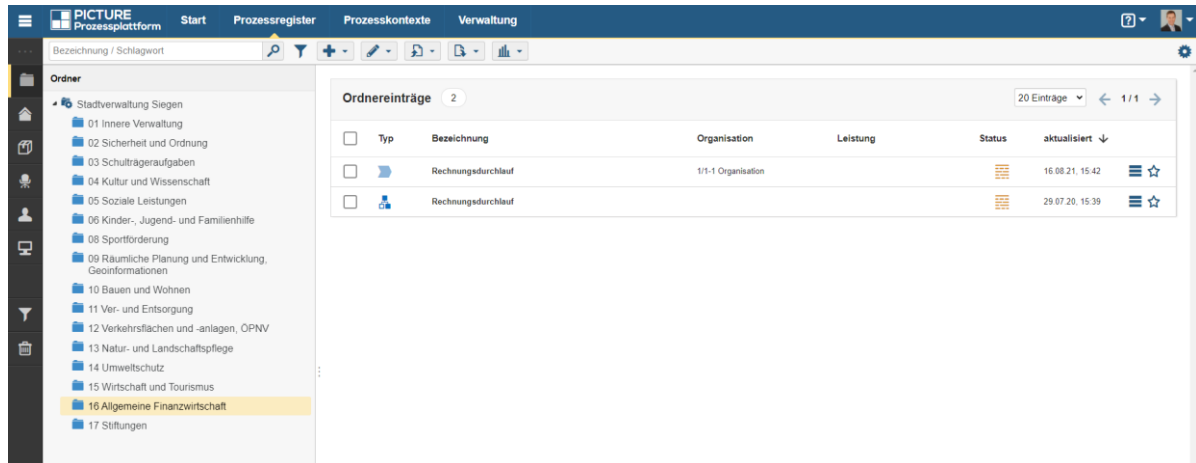 PICTURE
Prozessplattform
Start Prozessregister Prozesskontexte Verwaltung
Bezeichnung / Schlagwort
Ordner
Stadtverwaltung Siegen
01 Innere Verwaltung
02 Sicherheit und Ordnung
03 Schulträgeraufgaben
04 Kultur und Wissenschaft
05 Soziale Leistungen
06 Kinder-, Jugend- und Familienhilfe
08 Sportförderung
09 Räumliche Planung und Entwicklung,
Geoinformationen
10 Bauen und Wohnen
11 Ver- und Entsorgung
12 Verkehrsflächen und -anlagen, ÖPNV
13 Natur- und Landschaftspflege
14 Umweltschutz
15 Wirtschaft und Tourismus
16 Allgemeine Finanzwirtschaft
17 Stiftungen
Ordnereinträge 2
20 Einträge 1/1
Typ Bezeichnung Organisation Leistung Status aktualisiert
Rechnungsdurchlauf 1/1-1 Organisation 16.08.21, 15:42
Rechnungsdurchlauf 29.07.20, 15:39